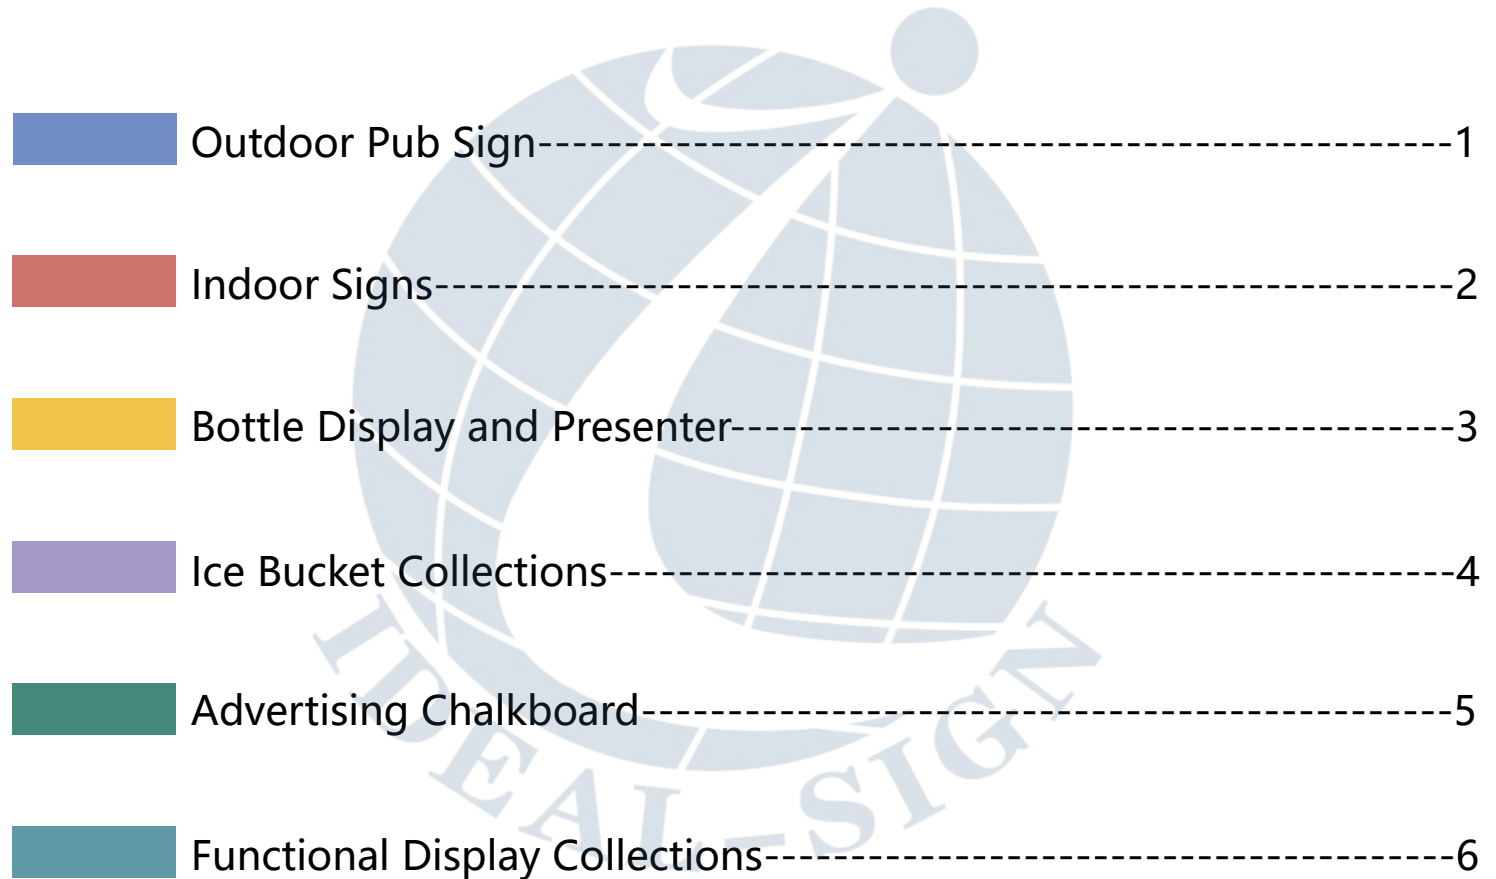 Outdoor Pub Sign-----------------------------------------------------1
Indoor Signs-----------------------------------------------------------2
Bottle Display and Presenter------------------------------------------3
Ice Bucket Collections-------------------------------------------------4
Advertising Chalkboard-----------------------------------------------5
Functional Display Collections----------------------------------------6
IDEAL-SIGN